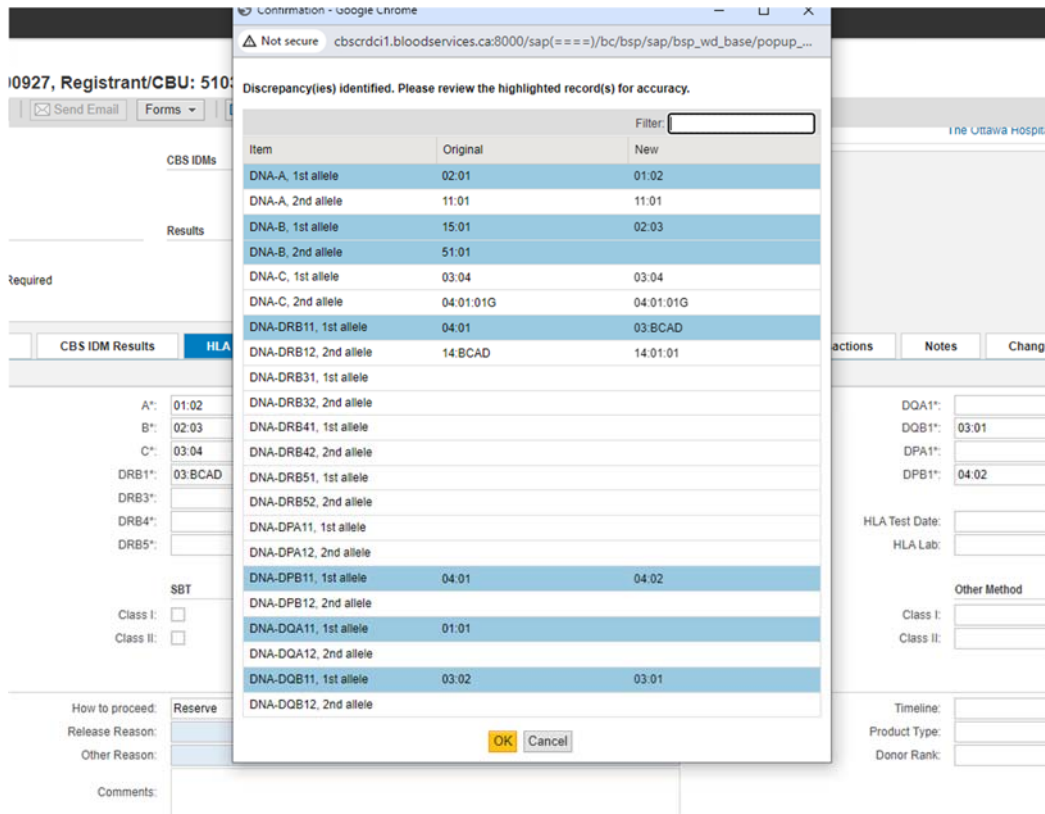 Confirmation - Google Chrome
Not secure cbscrdci1.bloodservices.ca:8000/sap(====)/bc/bsp/sap/bsp_wd_base/popup_...
00927, Registrant/CBU: 510
Send Email Forms
Discrepancy(ies) identified. Please review the highlighted record(s) for accuracy.
The Ottawa
Filter:
CBS IDMs
Item Original New
DNA-A, 1st allele 02:01 01:02
DNA-A, 2nd allele 11:01 11:01
Results
DNA-B, 1st allele 15:01 02:03
DNA-B, 2nd allele 51:01
Required
DNA-C, 1st allele 03:04 03:04
DNA-C, 2nd allele 04:01:01G 04:01:01G
DNA-DRB11, 1st allele 04:01 03:BCAD
CBS IDM Results HLA
DNA-DRB12, 2nd allele 14:BCAD 14:01:01
Notes
DNA-DRB31, 1st allele
DNA-DRB32, 2nd allele
DNA-DRB41, 1st allele
DNA-DRB42, 2nd allele
DNA-DRB51, 1st allele
DNA-DRB52, 2nd allele
DNA-DPA11, 1st allele
DNA-DPA12, 2nd allele
DNA-DPB11, 1st allele 04:01 04:02
DNA-DPB12, 2nd allele
DNA-DQA11, 1st allele 01:01
DNA-DQA12, 2nd allele
DNA-DQB11, 1st allele 03:02 03:01
DNA-DQB12, 2nd allele
OK Cancel
A*: 01:02
B*: 02:03
C*: 03:04
DRB1*: 03:BCAD
DRB3*:
DRB4*:
DRB5*:
SBT
Class I:
Class II:
How to proceed: Reserve
Release Reason:
Other Reason:
Comments:
DQA1*:
DQB1*: 03:01
DPA1*:
DPB1*: 04:02
HLA Test Date:
HLA Lab:
Other Method
Class I:
Class II:
Timeline:
Product Type:
Donor Rank: